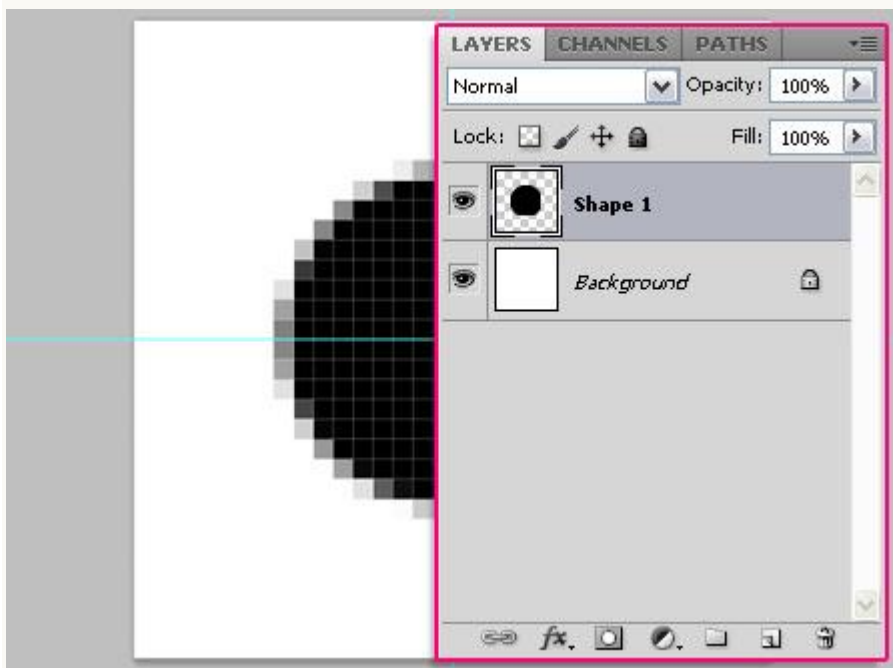 LAYERS CHANNELS PATHS
Normal Opacity: 100%
Lock: Fill: 100%
Shape 1
Background
fx.